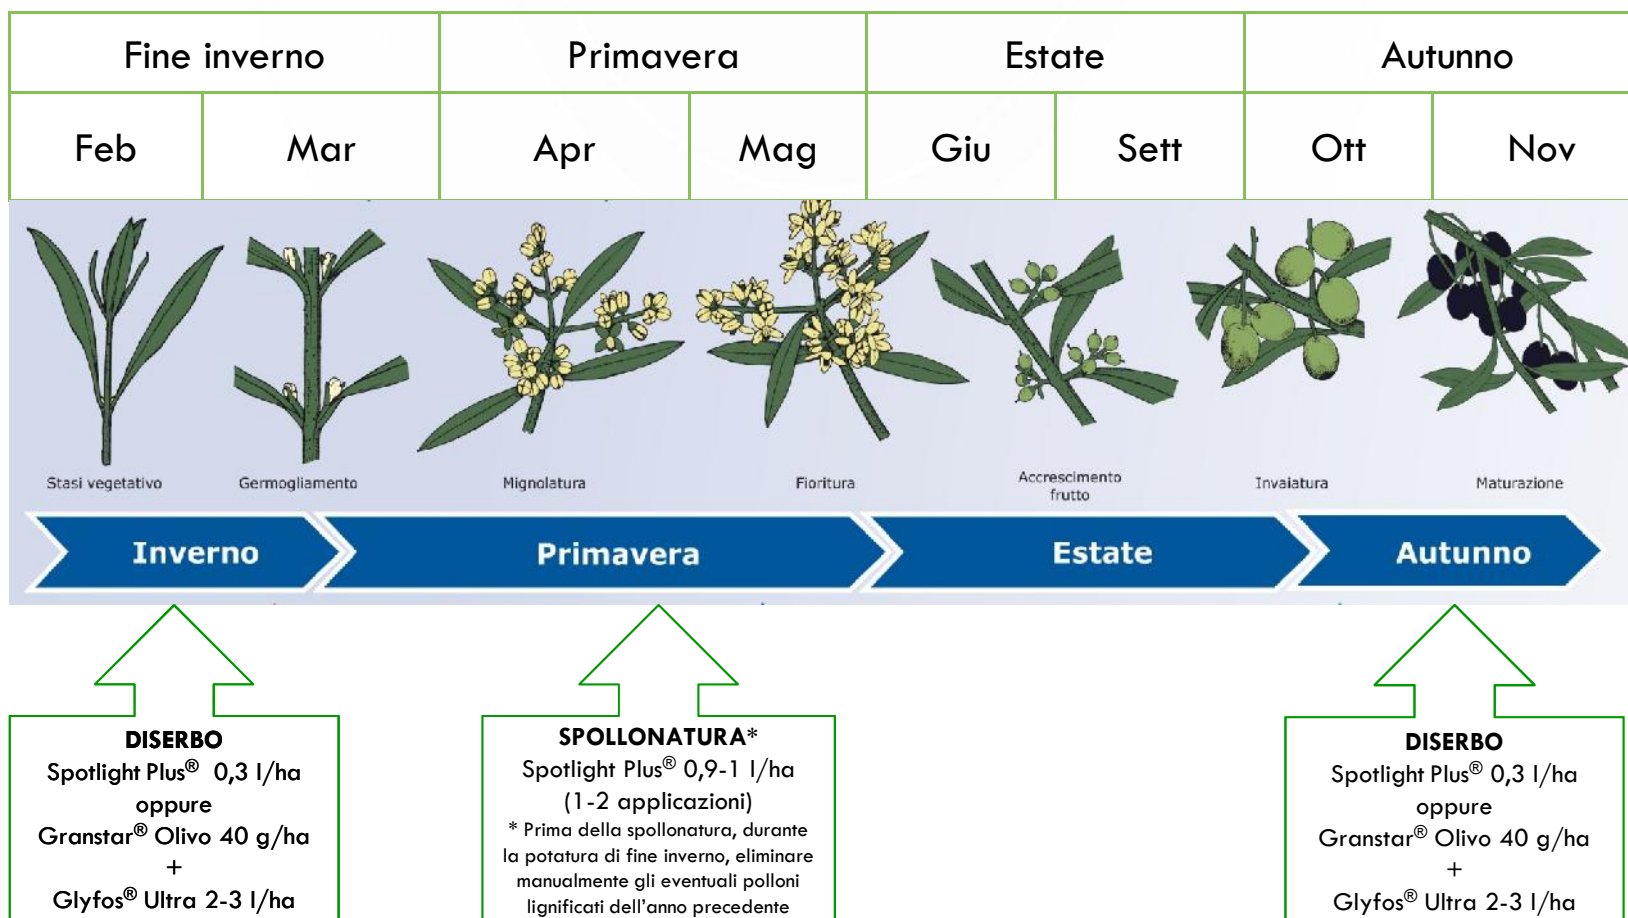 Fine inverno
Primavera
Estate
Autunno
Feb
Mar
Apr
Mag
Giu
Sett
Ott
Nov
Stasi vegetativo
Germogliamento
Mignolatura
Fioritura
Accrescimento
frutto
Invaiatura
Maturazione
Inverno
Primavera
Estate
Autunno
DISERBO
Spotlight Plus® 0,3 l/ha
oppure
Granstar® Olivo 40 g/ha
+
Glyfos® Ultra 2-3 l/ha
SPOLLONATURA*
Spotlight Plus® 0,9-1 l/ha
(1-2 applicazioni)
* Prima della spollonatura, durante
la potatura di fine inverno, eliminare
manualmente gli eventuali polloni
lignificati dell'anno precedente
DISERBO
Spotlight Plus® 0,3 l/ha
oppure
Granstar® Olivo 40 g/ha
+
Glyfos® Ultra 2-3 l/ha